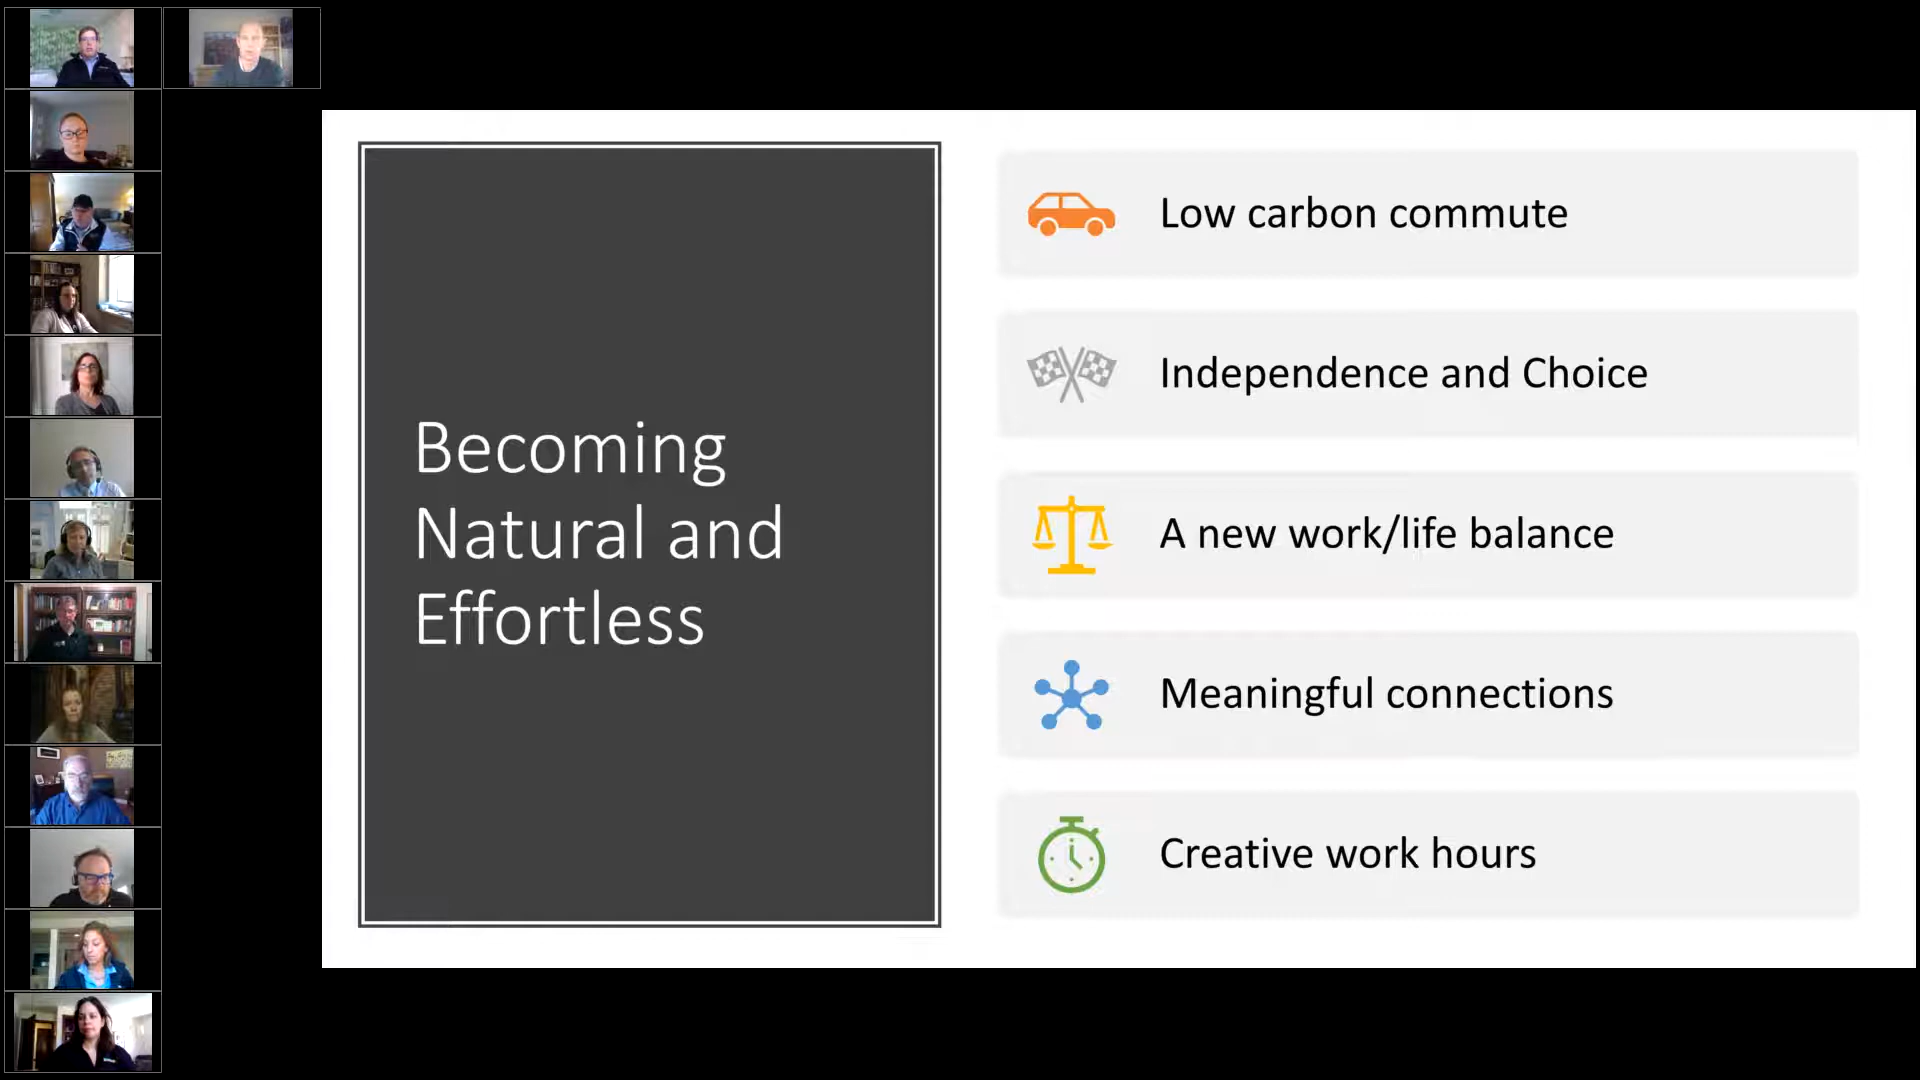 Becoming
Natural and
Effortless
Low carbon commute
Independence and Choice
A new work/life balance
Meaningful connections
Creative work hours